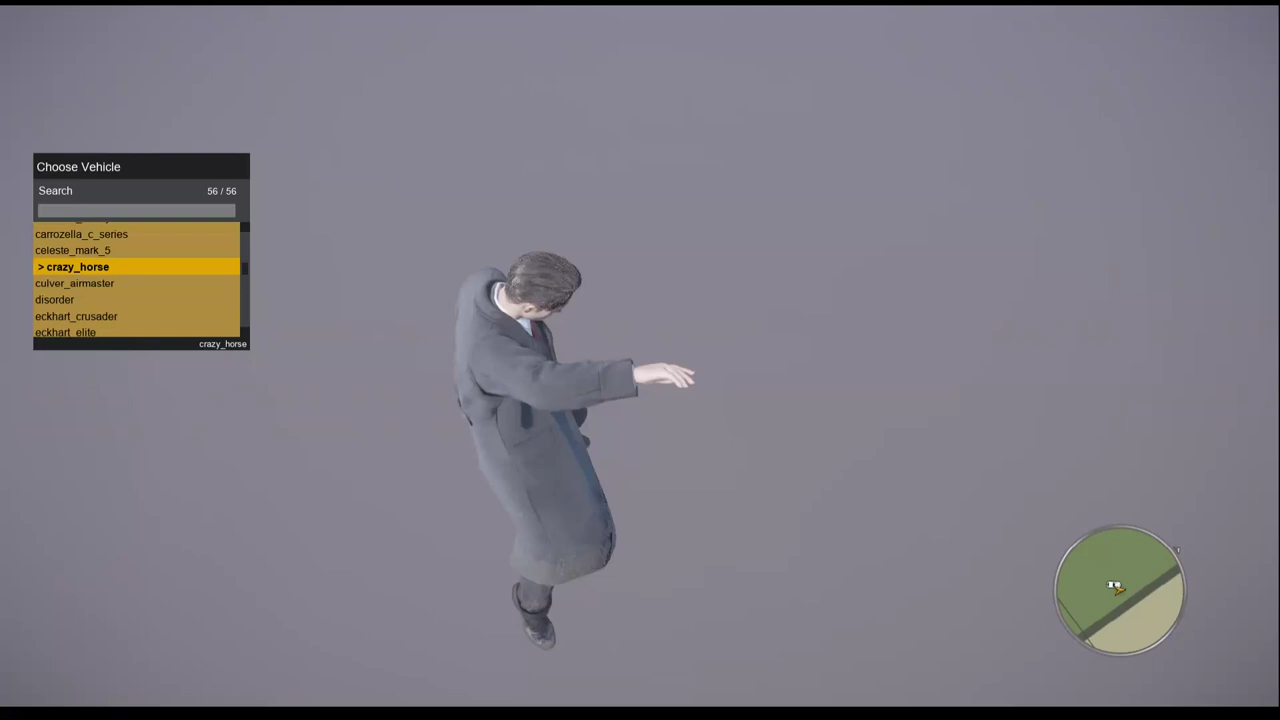 Choose Vehicle
Search 56 / 56
carrozella_c_series
celeste_mark_5
> crazy_horse
culver_airmaster
disorder
eckhart_crusader
eckhart_elite
crazy_horse